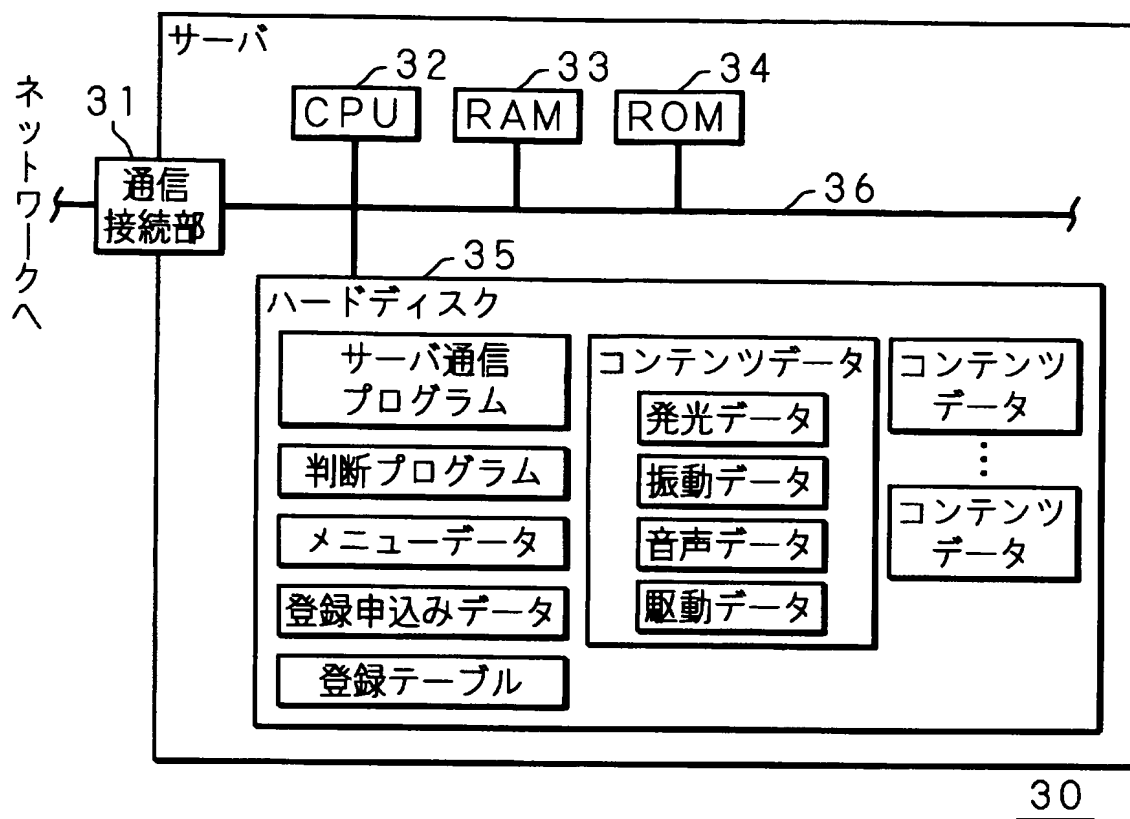 サーバ
32
33
34
CPU
RAM
ROM
31
ネットワークへ
通信
接続部
36
35
ハードディスク
サーバ通信
プログラム
判断プログラム
メニューデータ
登録申込みデータ
登録テーブル
コンテンツデータ
発光データ
振動データ
音声データ
駆動データ
コンテンツ
データ
⋮
コンテンツ
データ
30